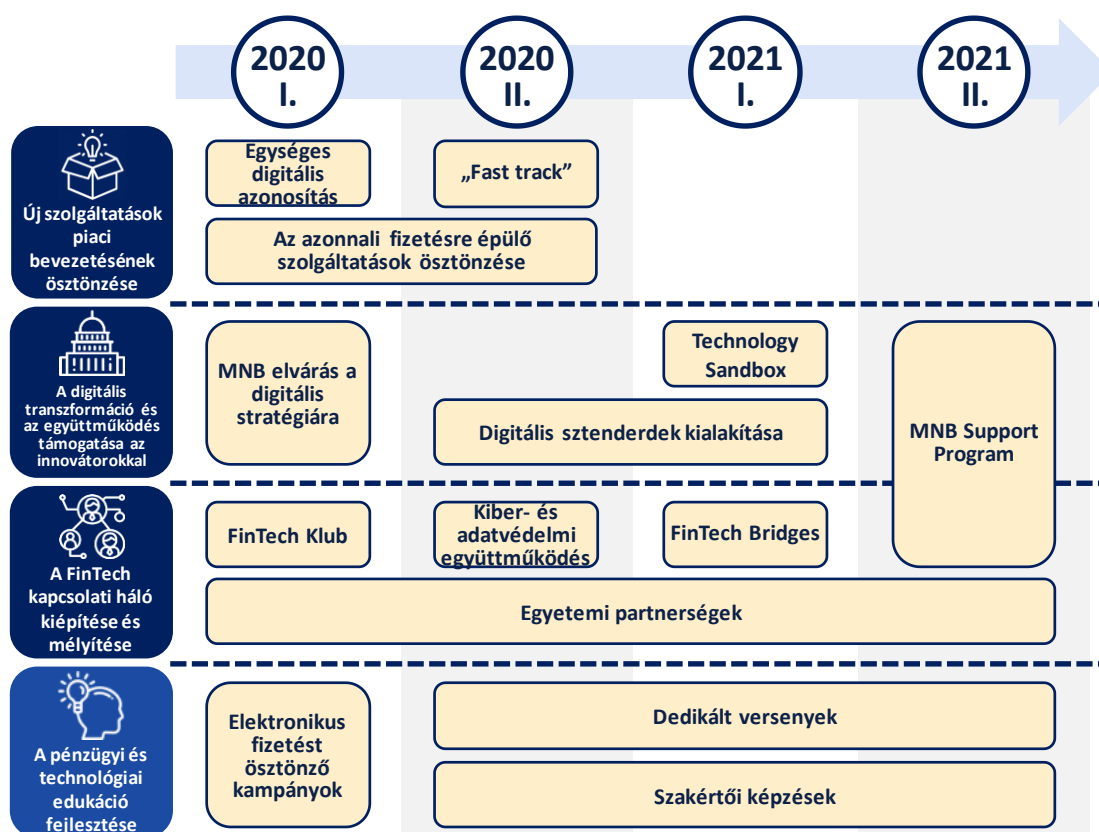 2020
I.
2020
II.
2021
I.
2021
II.
Új szolgáltatások
piaci
bevezetésének
ösztönzése
Egységes
digitális
azonosítás
„Fast track”
Az azonnali fizetésre épülő
szolgáltatások ösztönzése
A digitális
transzformáció és
az együttműködés
támogatása az
innovátorokkal
MNB elvárás a
digitális
stratégiára
Technology
Sandbox
Digitális sztenderdek kialakítása
MNB Support
Program
A FinTech
kapcsolati háló
kiépítése és
mélyítése
FinTech Klub
Kiber- és
adatvédelmi
együttműködés
FinTech Bridges
Egyetemi partnerségek
A pénzügyi és
technológiai
edukáció
fejlesztése
Elektronikus
fizetést
ösztönző
kampányok
Dedikált versenyek
Szakértői képzések